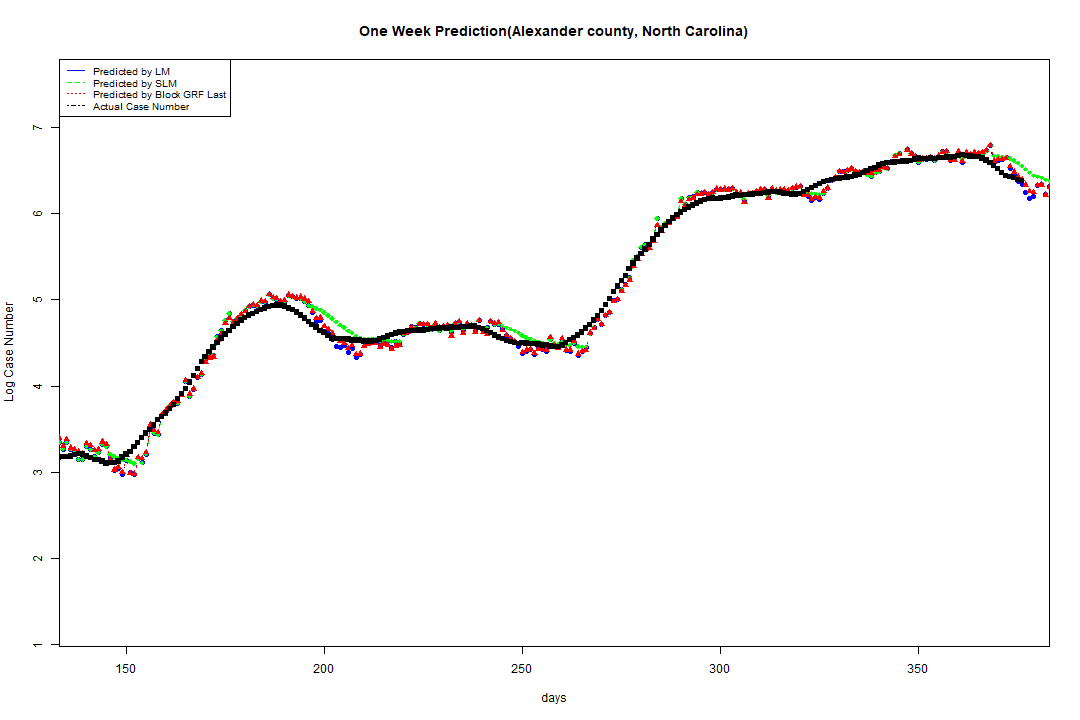 One Week Prediction(Alexander county, North Carolina)
Predicted by LM
Predicted by SLM
Predicted by Block GRF Last
Actual Case Number
Log Case Number
7
6
5
4
3
2
1
150 200 250 300 350
days